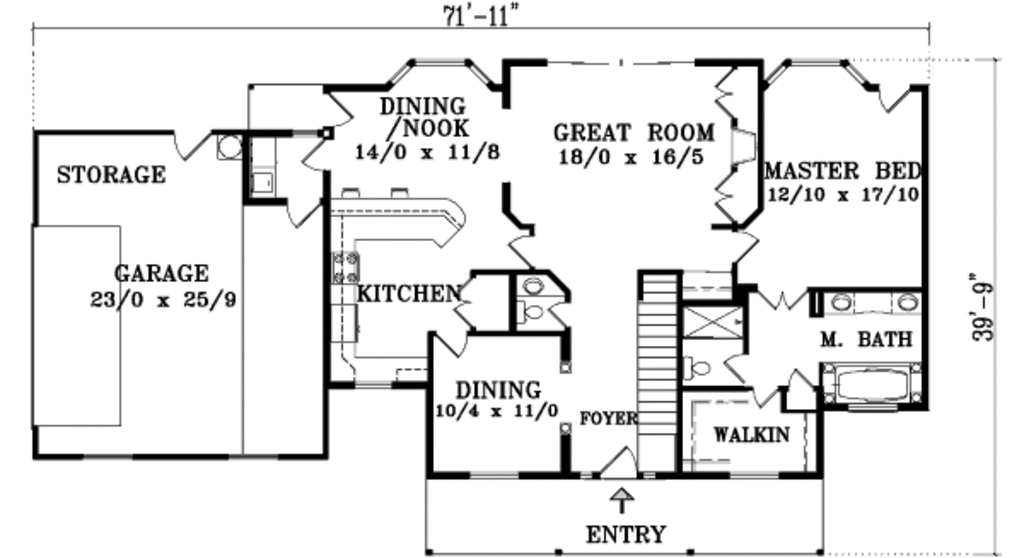 71'-11"
DINING
/NOOK
14/0 x 11/8
GREAT ROOM
18/0 x 16/5
STORAGE
MASTER BED
12/10 x 17/10
GARAGE
23/0 x 25/9
KITCHEN
39'-9"
M. BATH
DINING
10/4 x 11/0
FOYER
WALKIN
ENTRY